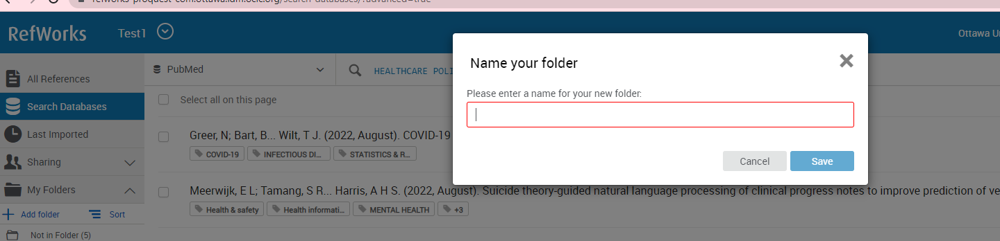 refworks-proquest-com.ottawa.idm.oclc.org/search-databases/?advanced=true
RefWorks
Test1
Ottawa Un
Name your folder
Please enter a name for your new folder:
Cancel
Save
All References
Search Databases
Last Imported
Sharing
My Folders
Add folder
Sort
Not in Folder (5)
PubMed
HEALTHCARE POLI
Select all on this page
Greer, N; Bart, B... Wilt, T J. (2022, August). COVID-19
COVID-19
INFECTIOUS DI...
STATISTICS & R...
Meerwijk, E L; Tamang, S R... Harris, A H S. (2022, August). Suicide theory-guided natural language processing of clinical progress notes to improve prediction of ve
Health & safety
Health informati...
MENTAL HEALTH
+3